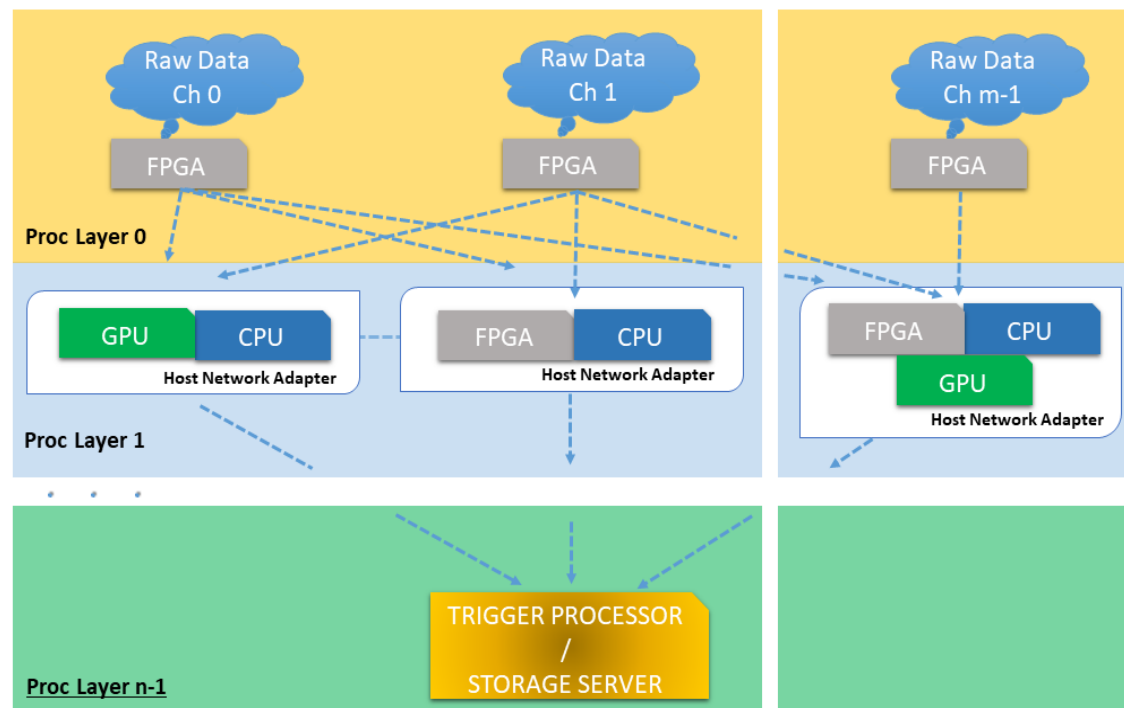 Raw Data
Ch 0
Raw Data
Ch 1
Raw Data
Ch m-1
FPGA
FPGA
FPGA
Proc Layer 0
GPU
CPU
Host Network Adapter
FPGA
CPU
Host Network Adapter
FPGA
CPU
GPU
Host Network Adapter
Proc Layer 1
. . .
TRIGGER PROCESSOR
/
STORAGE SERVER
Proc Layer n-1